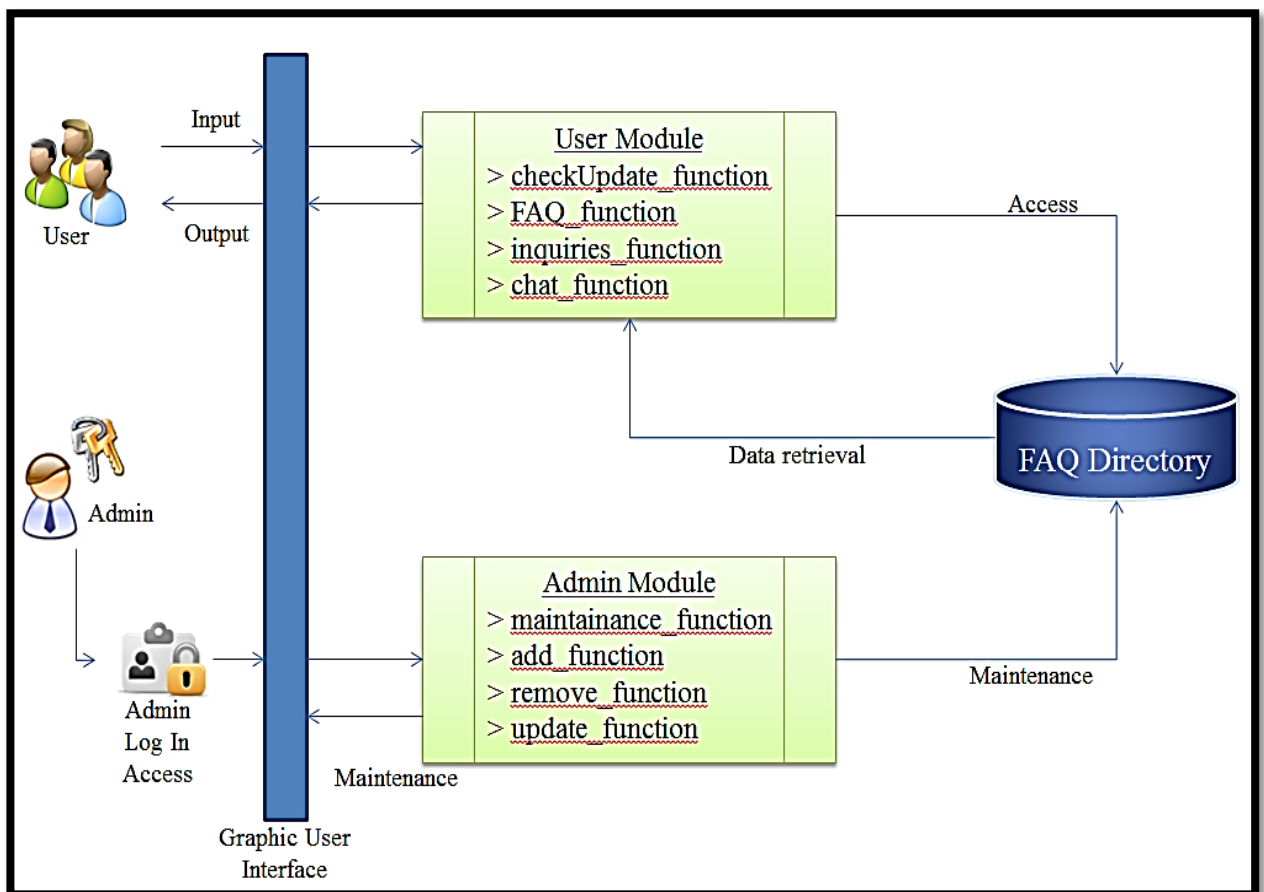 Input
User Module
> checkUpdate_function
> FAQ_function
> inquiries_function
> chat_function
User
Output
Access
Data retrieval
FAQ Directory
Admin
Admin Module
> maintainance_function
> add_function
> remove_function
> update_function
Maintenance
Admin
Log In
Access
Maintenance
Graphic User
Interface